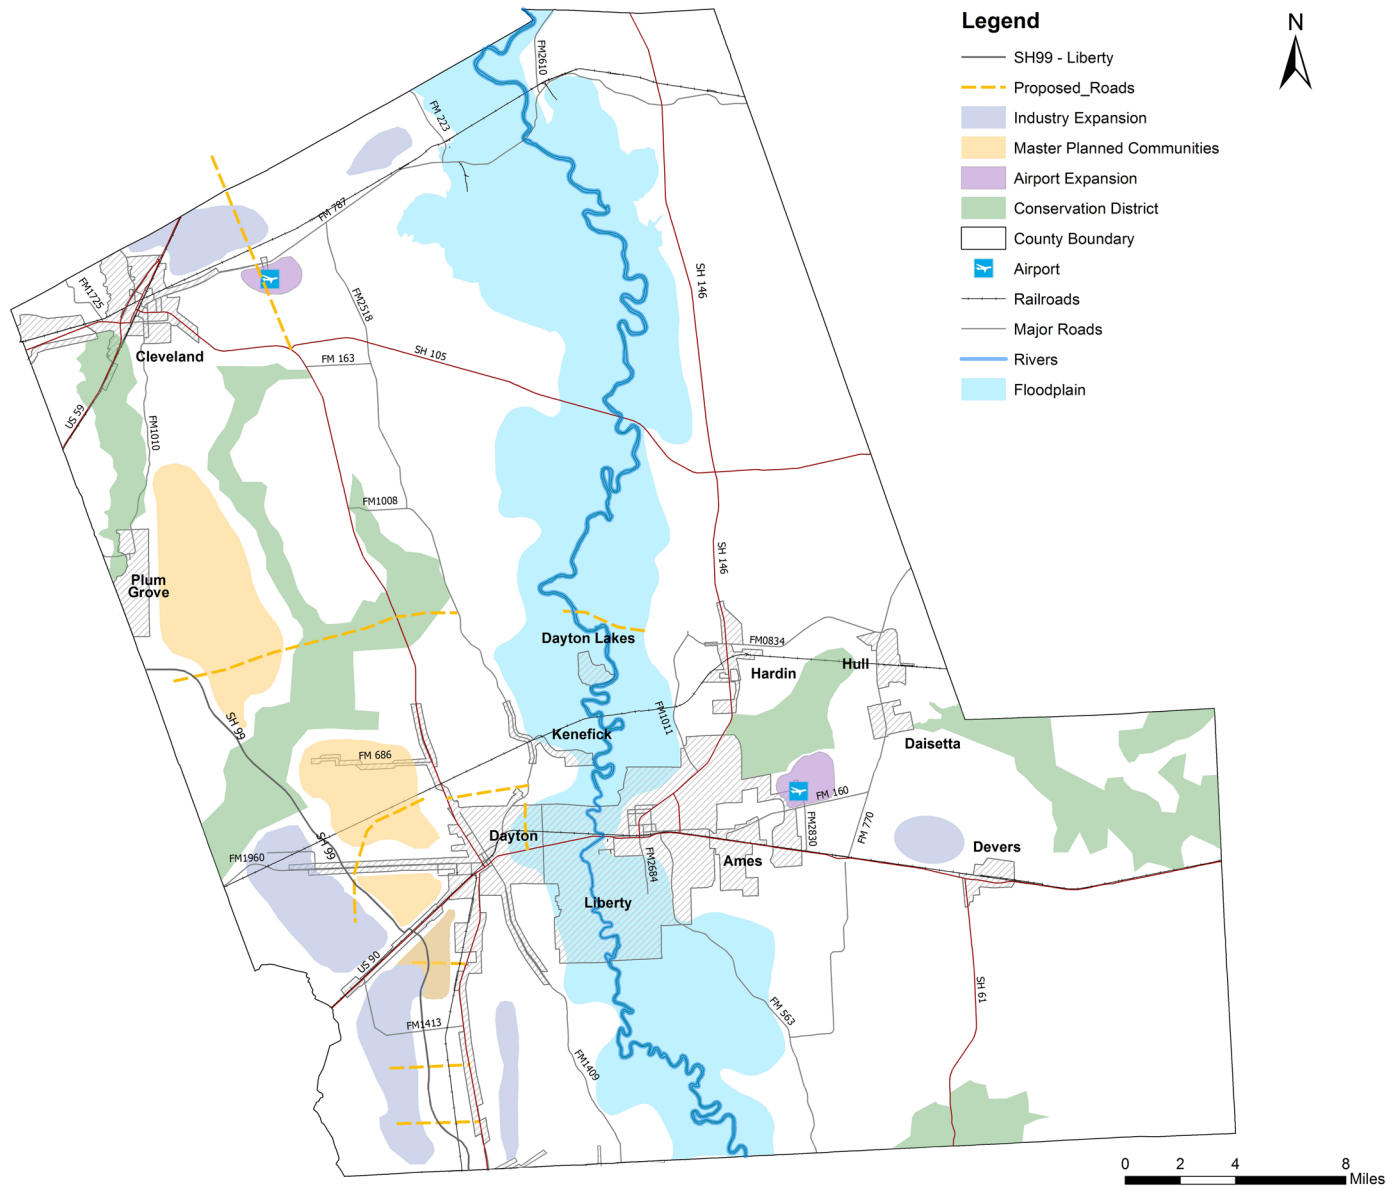 Legend
N
SH99 - Liberty
Proposed_Roads
Industry Expansion
Master Planned Communities
Airport Expansion
Conservation District
County Boundary
Airport
Railroads
Major Roads
Rivers
Floodplain
FM2610
FM 223
FM 787
FM1725
SH 146
FM2518
Cleveland
FM 163
SH 105
US 59
FM1010
FM1008
SH 146
Plum
Grove
Dayton Lakes
FM0834
Hardin
Hull
SH 99
FM1011
Kenefick
Daisetta
FM 686
FM 160
Dayton
FM2830
FM 770
SH 99
FM1960
FM2684
Ames
Devers
Liberty
US 90
SH 61
FM 563
FM1413
FM1409
0 2 4 8
Miles